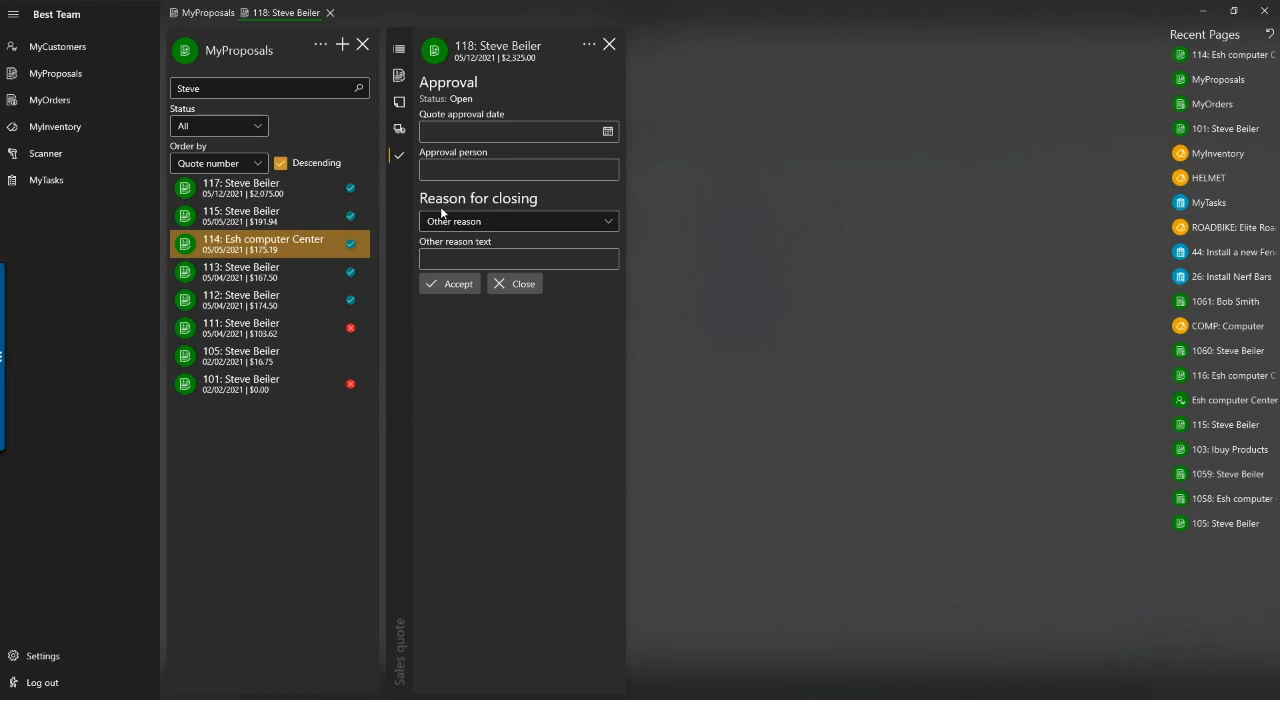 Best Team
MyCustomers
MyProposals
MyOrders
MyInventory
Scanner
MyTasks
Settings
Log out
MyProposals
118: Steve Beiler
MyProposals
Steve
Status
All
Order by
Quote number
Descending
117: Steve Beiler
05/12/2021 | $2,075.00
115: Steve Beiler
05/05/2021 | $191.94
114: Esh computer Center
05/05/2021 | $175.19
113: Steve Beiler
05/04/2021 | $167.50
112: Steve Beiler
05/04/2021 | $174.50
111: Steve Beiler
05/04/2021 | $103.62
105: Steve Beiler
02/02/2021 | $16.75
101: Steve Beiler
02/02/2021 | $0.00
Sales quote
118: Steve Beiler
05/12/2021 | $2,325.00
Approval
Status: Open
Quote approval date
Approval person
Reason for closing
Other reason
Other reason text
Accept
Close
Recent Pages
114: Esh computer C
MyProposals
MyOrders
101: Steve Beiler
MyInventory
HELMET
MyTasks
ROADBIKE: Elite Roa
44: Install a new Fen
26: Install Nerf Bars
1061: Bob Smith
COMP: Computer
1060: Steve Beiler
116: Esh computer C
Esh computer Center
115: Steve Beiler
103: Ibuy Products
1059: Steve Beiler
1058: Esh computer
105: Steve Beiler